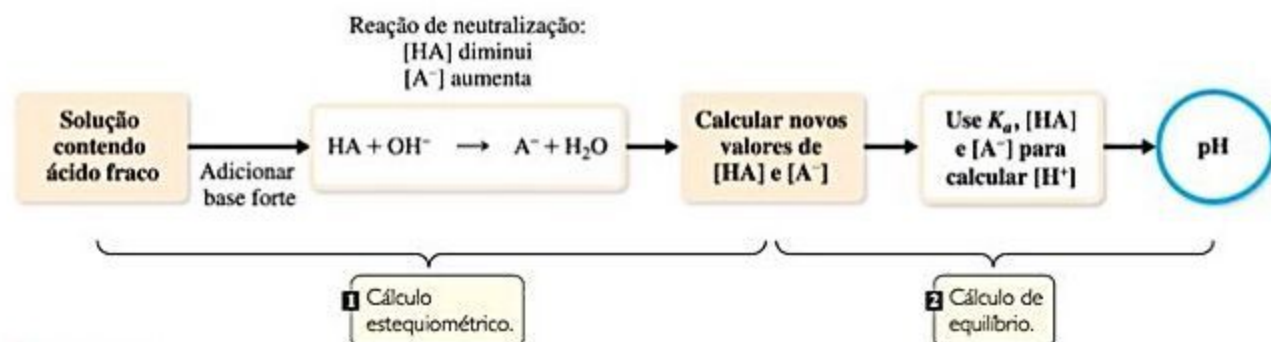 Reação de neutralização:
[HA] diminui
[A⁻] aumenta
Solução
contendo
ácido fraco
Adicionar
base forte
HA + OH⁻ → A⁻ + H₂O
Calcular novos
valores de
[HA] e [A⁻]
Use Kₐ, [HA]
e [A⁻] para
calcular [H⁺]
pH
1 Cálculo
estequiométrico.
2 Cálculo de
equilíbrio.